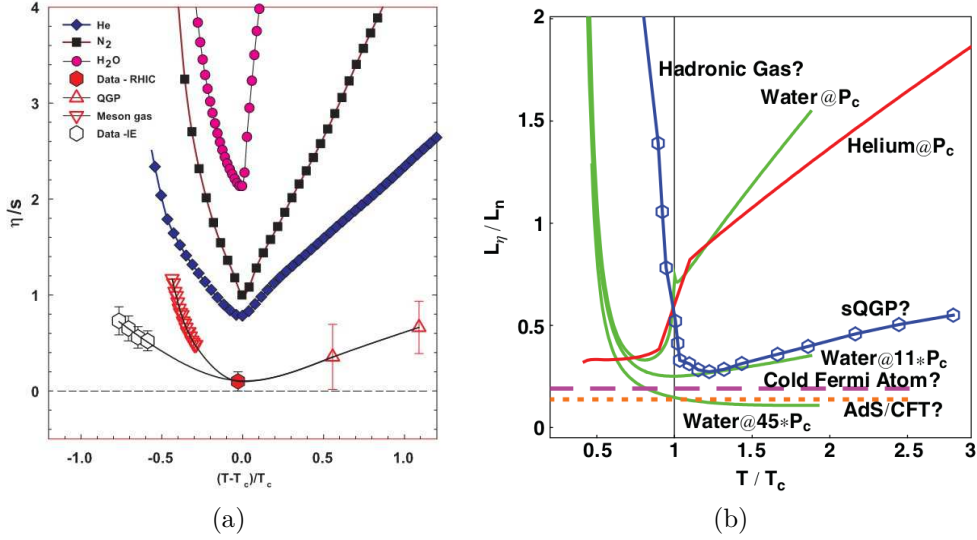 4
3
2
1
0
η/s
He
N2
H2O
Data - RHIC
QGP
Meson gas
Data -IE
-1.0 -0.5 0.0 0.5 1.0
(T-Tc)/Tc
(a)
2
1.5
1
0.5
0
Lη / Ln
Hadronic Gas?
Water@Pc
Helium@Pc
sQGP?
Water@11*Pc
Cold Fermi Atom?
AdS/CFT?
Water@45*Pc
0.5 1 1.5 2 2.5 3
T / Tc
(b)